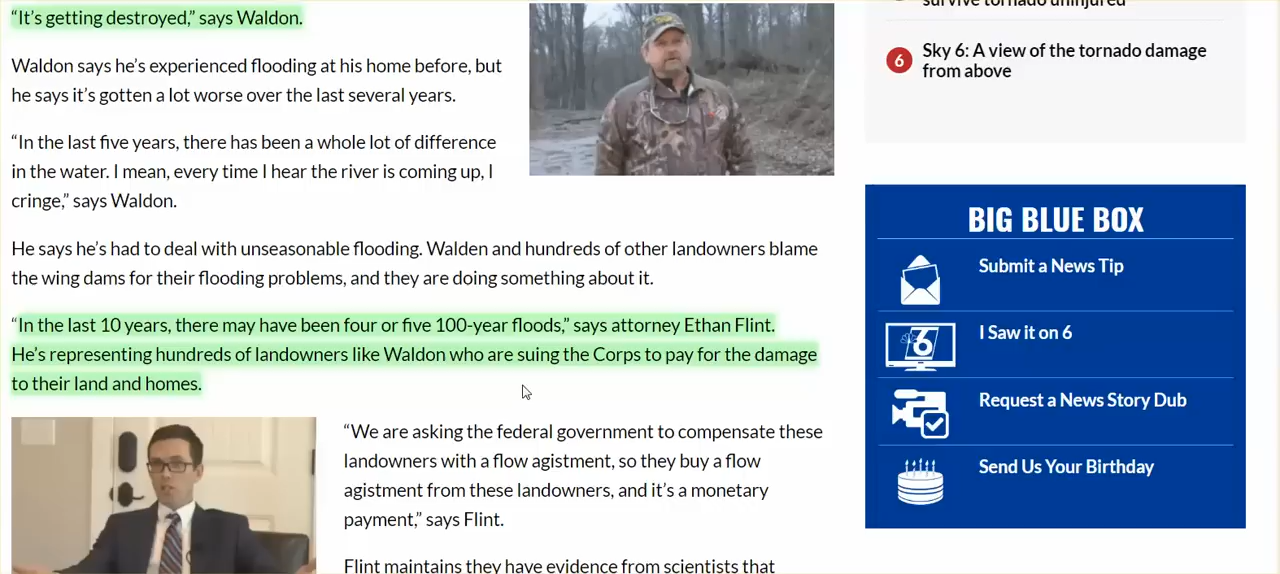 “It’s getting destroyed,” says Waldon.
Waldon says he’s experienced flooding at his home before, but
he says it’s gotten a lot worse over the last several years.
“In the last five years, there has been a whole lot of difference
in the water. I mean, every time I hear the river is coming up, I
cringe,” says Waldon.
He says he’s had to deal with unseasonable flooding. Walden and hundreds of other landowners blame
the wing dams for their flooding problems, and they are doing something about it.
“In the last 10 years, there may have been four or five 100-year floods,” says attorney Ethan Flint.
He’s representing hundreds of landowners like Waldon who are suing the Corps to pay for the damage
to their land and homes.
“We are asking the federal government to compensate these
landowners with a flow agistment, so they buy a flow
agistment from these landowners, and it’s a monetary
payment,” says Flint.
Flint maintains they have evidence from scientists that
survive tornado uninjured
6
Sky 6: A view of the tornado damage
from above
BIG BLUE BOX
Submit a News Tip
6
I Saw it on 6
Request a News Story Dub
Send Us Your Birthday